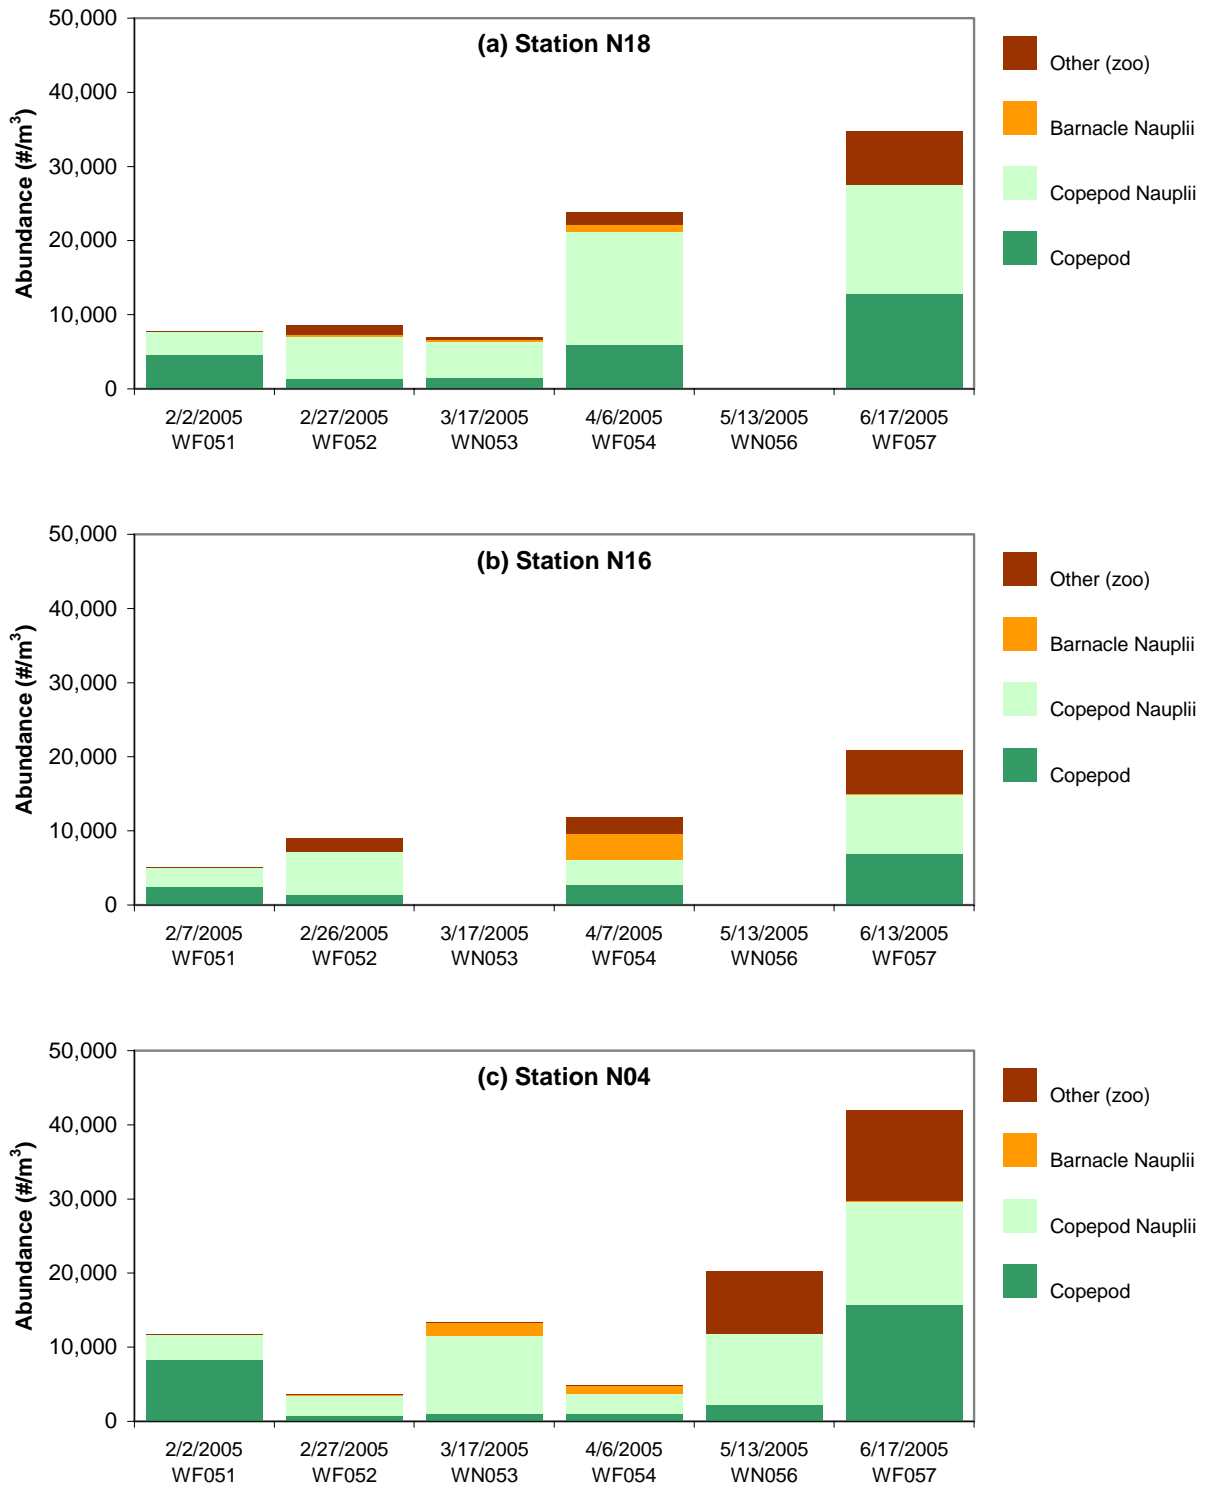 (a) Station N18
50,000
40,000
30,000
20,000
10,000
0
Abundance (#/m³)
2/2/2005 2/27/2005 3/17/2005 4/6/2005 5/13/2005 6/17/2005
WF051 WF052 WN053 WF054 WN056 WF057
Other (zoo)
Barnacle Nauplii
Copepod Nauplii
Copepod
(b) Station N16
50,000
40,000
30,000
20,000
10,000
0
Abundance (#/m³)
2/7/2005 2/26/2005 3/17/2005 4/7/2005 5/13/2005 6/13/2005
WF051 WF052 WN053 WF054 WN056 WF057
Other (zoo)
Barnacle Nauplii
Copepod Nauplii
Copepod
(c) Station N04
50,000
40,000
30,000
20,000
10,000
0
Abundance (#/m³)
2/2/2005 2/27/2005 3/17/2005 4/6/2005 5/13/2005 6/17/2005
WF051 WF052 WN053 WF054 WN056 WF057
Other (zoo)
Barnacle Nauplii
Copepod Nauplii
Copepod